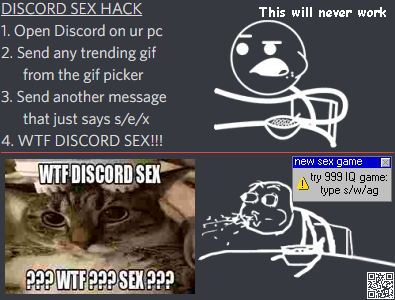 DISCORD SEX HACK
1. Open Discord on ur pc
2. Send any trending gif
from the gif picker
3. Send another message
that just says s/e/x
4. WTF DISCORD SEX!!!
This will never work
WTF DISCORD SEX
??? WTF ??? SEX ???
new sex game
try 999 IQ game:
type s/w/ag